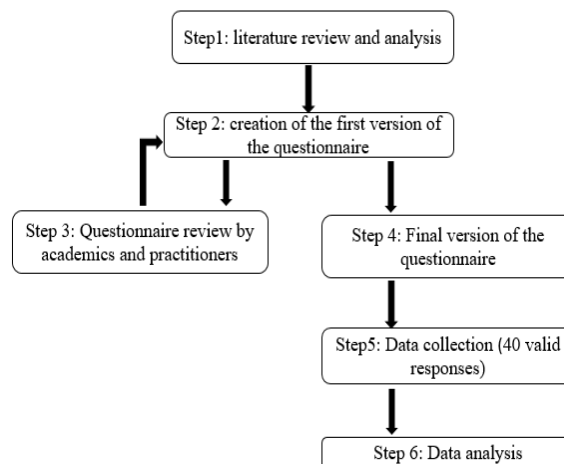 Step1: literature review and analysis
Step 2: creation of the first version of
the questionnaire
Step 3: Questionnaire review by
academics and practitioners
Step 4: Final version of the
questionnaire
Step5: Data collection (40 valid
responses)
Step 6: Data analysis